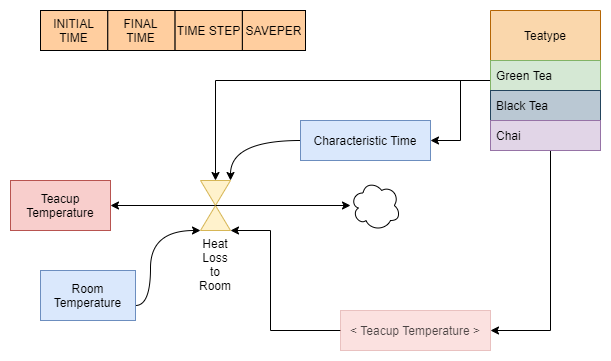 INITIAL
TIME
FINAL
TIME
TIME STEP
SAVEPER
Teatype
Green Tea
Black Tea
Chai
Characteristic Time
Teacup
Temperature
Heat
Loss
to
Room
Room
Temperature
< Teacup Temperature >